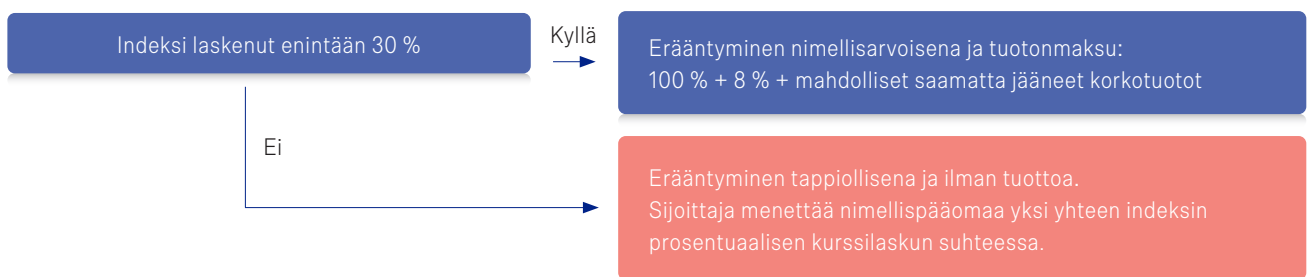 Indeksi laskenut enintään 30 %
Kyllä
Erääntyminen nimellisarvoisena ja tuotonmaksu:
100 % + 8 % + mahdolliset saamatta jääneet korkotuotot
Ei
Erääntyminen tappiollisena ja ilman tuottoa.
Sijoittaja menettää nimellispääomaa yksi yhteen indeksin
prosentuaalisen kurssilaskun suhteessa.